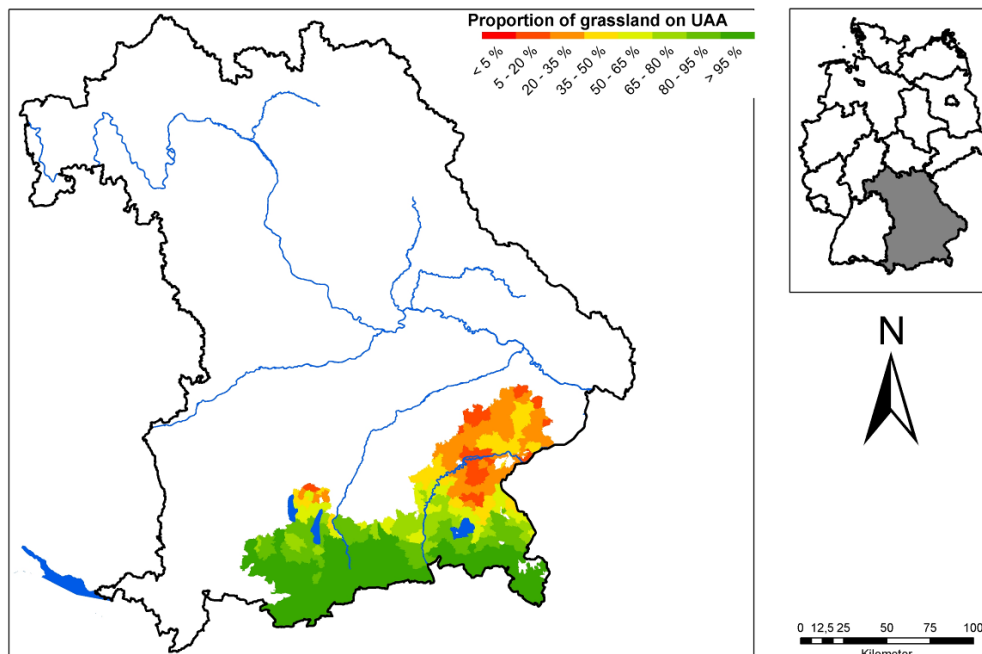 Proportion of grassland on UAA
< 5 %
5 - 20 %
20 - 35 %
35 - 50 %
50 - 65 %
65 - 80 %
80 - 95 %
> 95 %
N
0 12,5 25 50 75 100
Kilometer